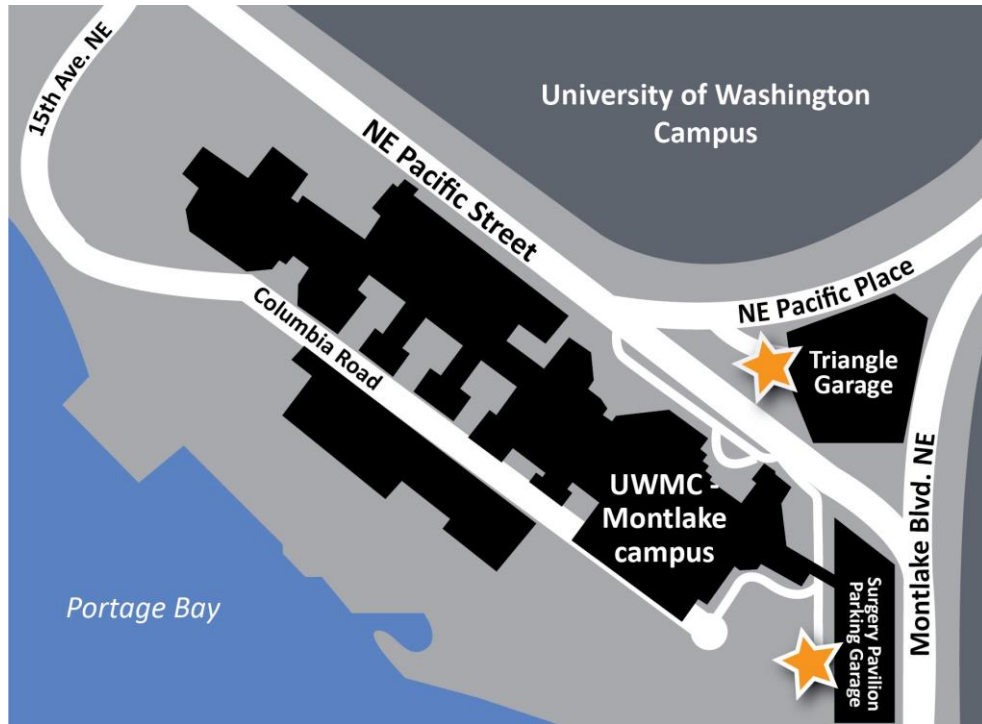 15th Ave. NE
NE Pacific Street
University of Washington
Campus
NE Pacific Place
Columbia Road
Triangle
Garage
UWMC -
Montlake
campus
Montlake Blvd. NE
Surgery Pavilion
Parking Garage
Portage Bay